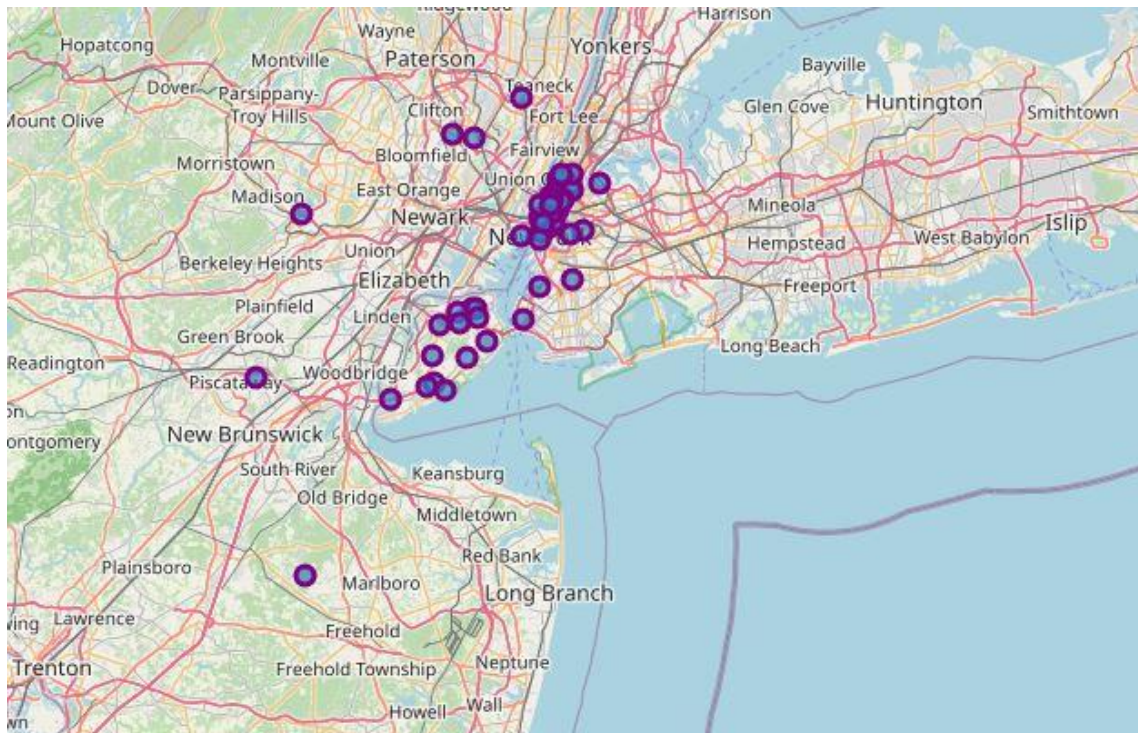 Ridgewood
Harrison
Hopatcong
Wayne
Yonkers
Montville
Paterson
Bayville
Dover
Teaneck
Parsippany-
Troy Hills
Clifton
Glen Cove
Huntington
Smithtown
Mount Olive
Fort Lee
Morristown
Bloomfield
Fairview
Madison
East Orange
Union
Mineola
Newark
Islip
New
Hempstead
West Babylon
Union
Berkeley Heights
Elizabeth
Freeport
Plainfield
Linden
Green Brook
Long Beach
Readington
Woodbridge
New Brunswick
ontgomery
South River
Keansburg
Old Bridge
Middletown
Red Bank
Plainsboro
Marlboro
Long Branch
Lawrence
Freehold
Trenton
Freehold Township
Neptune
Howell
Wall